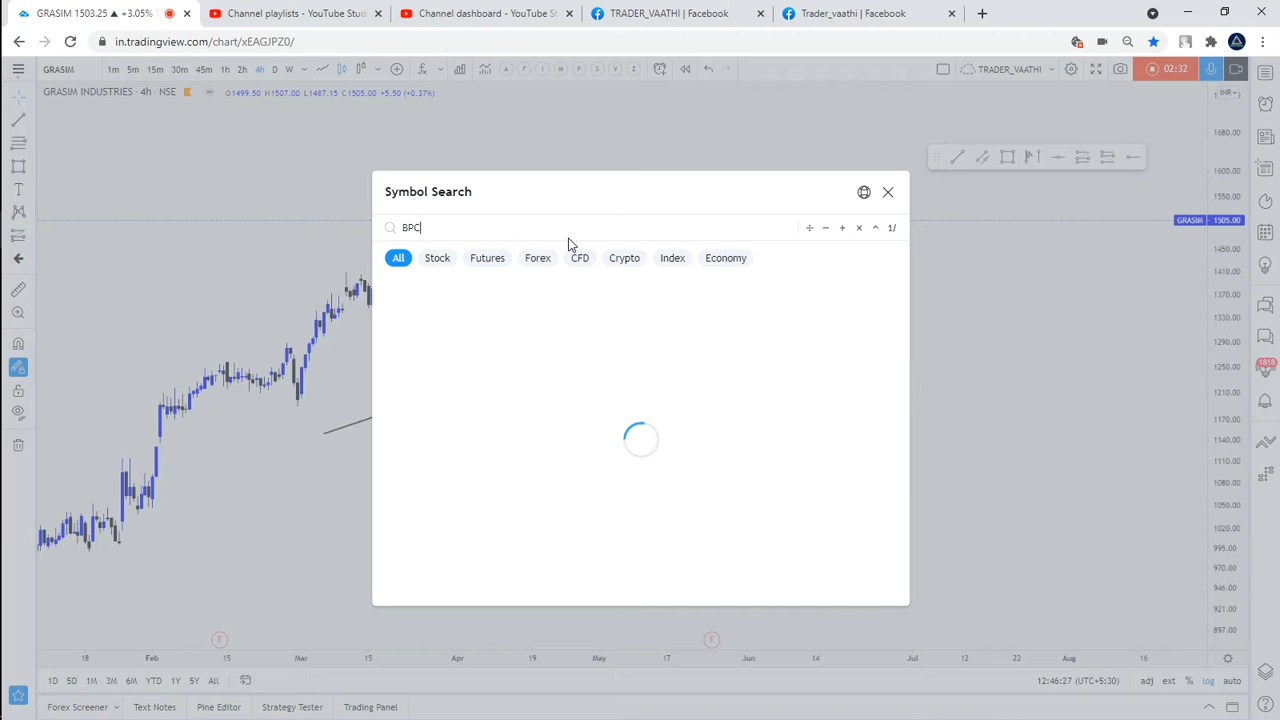 GRASIM 1503.25 ▲ +3.05%
Channel playlists - YouTube Stud
Channel dashboard - YouTube St
TRADER_VAATHI | Facebook
Trader_vaathi | Facebook
in.tradingview.com/chart/xEAGJPZ0/
GRASIM 1m 5m 15m 30m 45m 1h 2h 4h D W
TRADER_VAATHI
02:32
GRASIM INDUSTRIES · 4h · NSE O1499.50 H1507.00 L1487.15 C1505.00 +5.50 (+0.37%)
INR
1680.00
1600.00
1550.00
GRASIM 1505.00
1450.00
1410.00
1370.00
1330.00
1290.00
1250.00
1210.00
1170.00
1140.00
1110.00
1080.00
1050.00
1020.00
995.00
970.00
946.00
921.00
897.00
Symbol Search
BPC
÷ − + × ^ 1/
All Stock Futures Forex CFD Crypto Index Economy
1818
E E
18 Feb 15 Mar 15 Apr 19 May 17 Jun 14 Jul 12 22 Aug 16
1D 5D 1M 3M 6M YTD 1Y 5Y All
12:46:27 (UTC+5:30) adj ext % log auto
Forex Screener Text Notes Pine Editor Strategy Tester Trading Panel